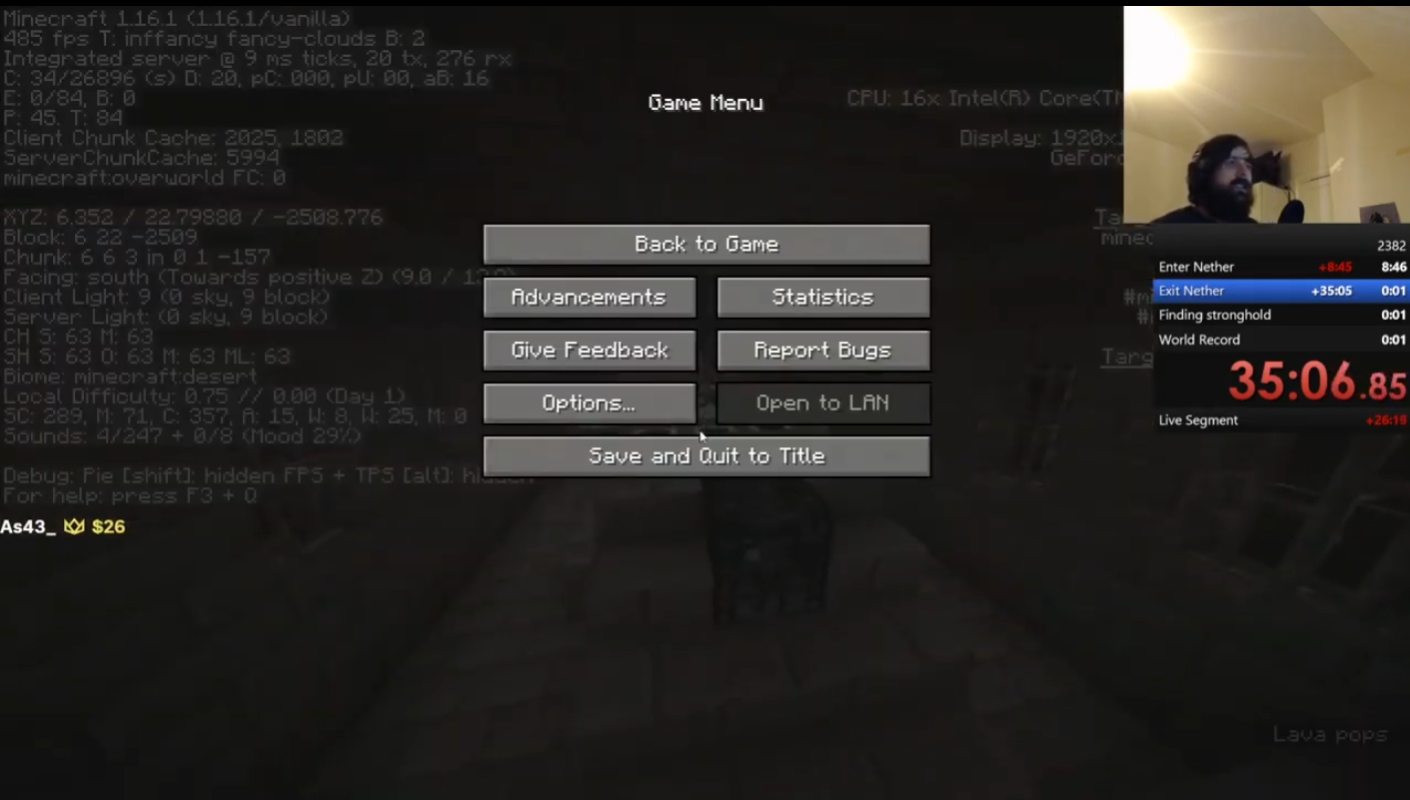 Minecraft 1.16.1 (1.16.1/vanilla)
485 fps T: inffancy fancy-clouds B: 2
Integrated server @ 9 ms ticks, 20 tx, 276 rx
C: 34/26896 (s) D: 20, pC: 000, pU: 00, aB: 16
E: 0/84, B: 0
P: 45. T: 84
Client Chunk Cache: 2025, 1802
ServerChunkCache: 5994
minecraft:overworld FC: 0
XYZ: 6.352 / 22.79880 / -2508.776
Block: 6 22 -2509
Chunk: 6 6 3 in 0 1 -157
Facing: south (Towards positive Z) (9.0 /
Client Light: 9 (0 sky, 9 block)
Server Light: (0 sky, 9 block)
CH S: 63 M: 63
SH S: 63 O: 63 M: 63 ML: 63
Biome: minecraft:desert
Local Difficulty: 0.75 // 0.00 (Day 1)
SC: 289, M: 71, C: 357, A: 15, W: 8, W: 25, M: 0
Sounds: 4/247 + 0/8 (Mood 29%)
Debug: Pie [shift]: hidden FPS + TPS [alt]:
For help: press F3 + Q
As43_ $26
Game Menu
Back to Game
Advancements
Statistics
Give Feedback
Report Bugs
Options...
Open to LAN
Save and Quit to Title
CPU: 16x Intel(R) Core(T
Display: 1920x
GeFor
minec
Targ
2382
Enter Nether +8:45 8:46
Exit Nether +35:05 0:01
Finding stronghold 0:01
World Record 0:01
35:06.85
Live Segment +26:18
Lava pops